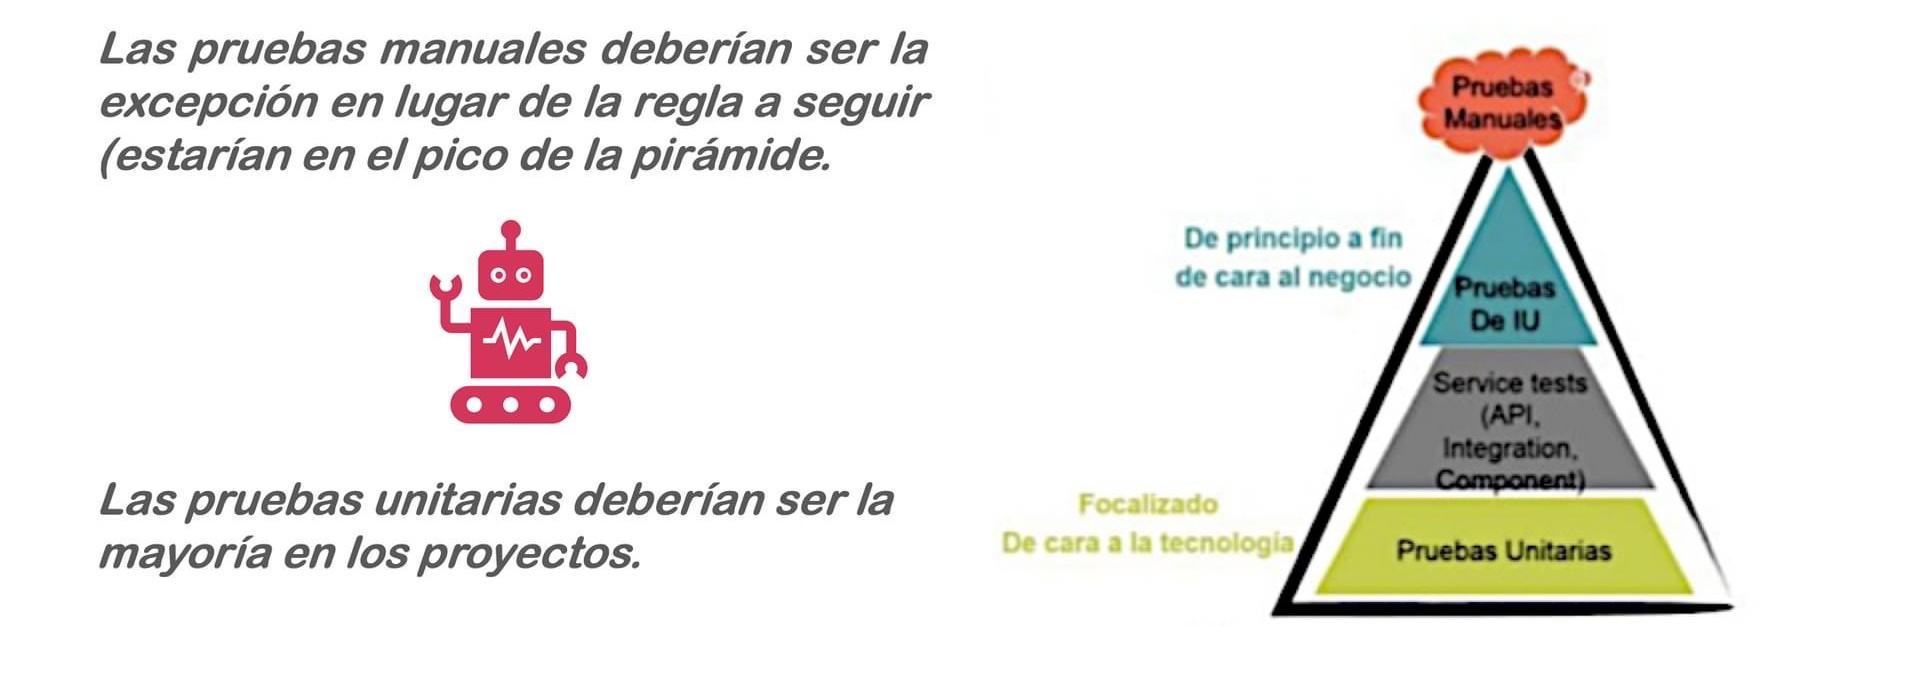 Las pruebas manuales deberían ser la
excepción en lugar de la regla a seguir
(estarían en el pico de la pirámide.
Las pruebas unitarias deberían ser la
mayoría en los proyectos.
Pruebas
Manuales
De principio a fin
de cara al negocio
Pruebas
De IU
Service tests
(API,
Integration,
Component)
Focalizado
De cara a la tecnologia
Pruebas Unitarias